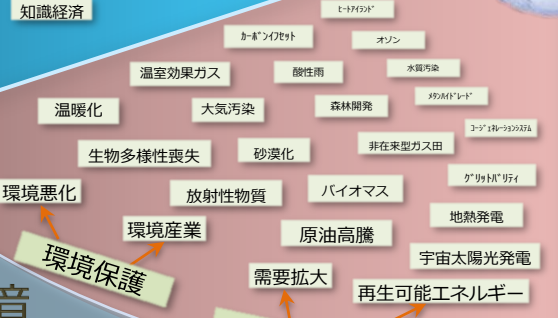 知識経済
ﾋｰﾄｱｲﾗﾝﾄﾞ
ｶｰﾎﾞﾝｲﾌｾｯﾄ
オゾン
温室効果ガス
酸性雨
水質汚染
温暖化
大気汚染
森林開発
ﾒﾀﾝﾊｲﾄﾞﾚｰﾄﾞ
ｺｰｼﾞｪﾈﾚｰｼｮﾝｼｽﾃﾑ
生物多様性喪失
砂漠化
非在来型ガス田
ｸﾞﾘｯﾄﾞﾊﾟﾘﾃｨ
環境悪化
放射性物質
バイオマス
地熱発電
環境産業
原油高騰
宇宙太陽光発電
環境保護
需要拡大
再生可能エネルギー
音